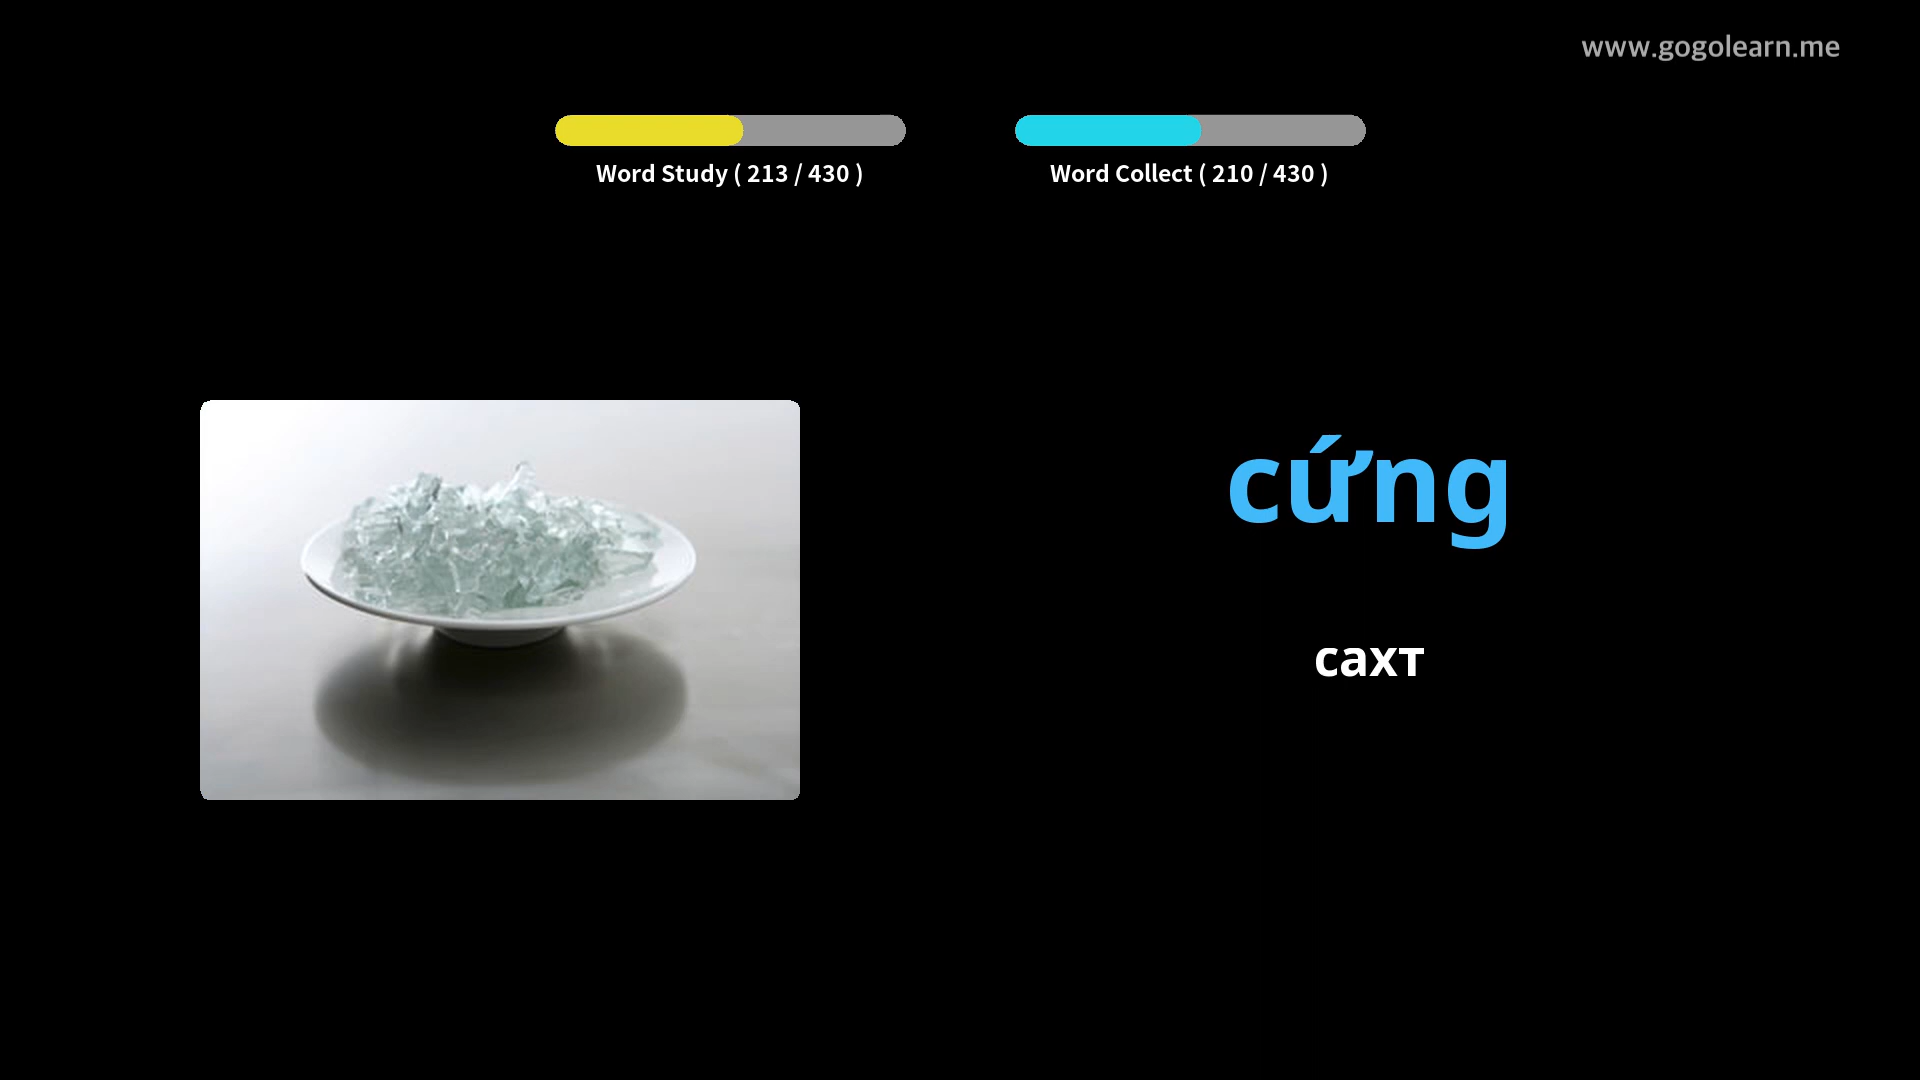 www.gogolearn.me
Word Study ( 213 / 430 )
Word Collect ( 210 / 430 )
cứng
сахт